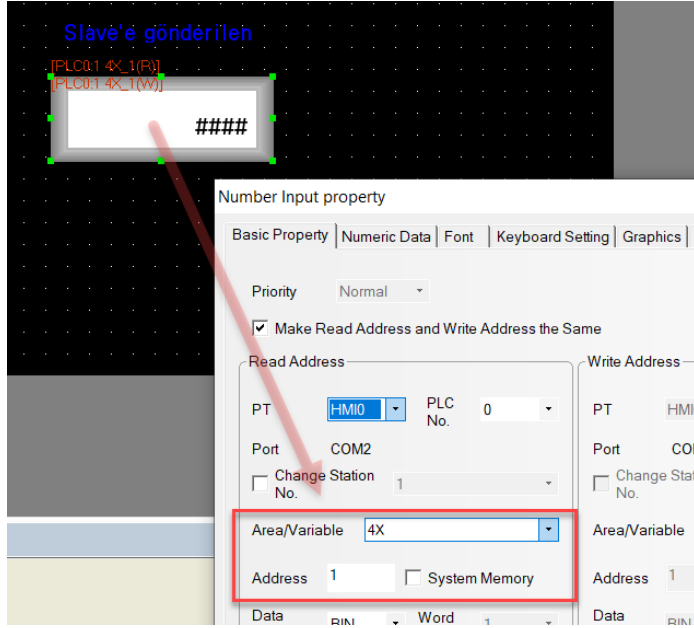 Slave'e gönderilen
[PLC0:1 4X_1(R)]
[PLC0:1 4X_1(W)]
####
Number Input property
Basic Property Numeric Data Font Keyboard Setting Graphics
Priority Normal
Make Read Address and Write Address the Same
Read Address Write Address
PT HMI0 PLC No. 0 PT
Port COM2 Port
Change Station No. 1 No.
Area/Variable 4X Area/Variable
Address 1 System Memory Address 1
Data BIN Word 1 Data BIN